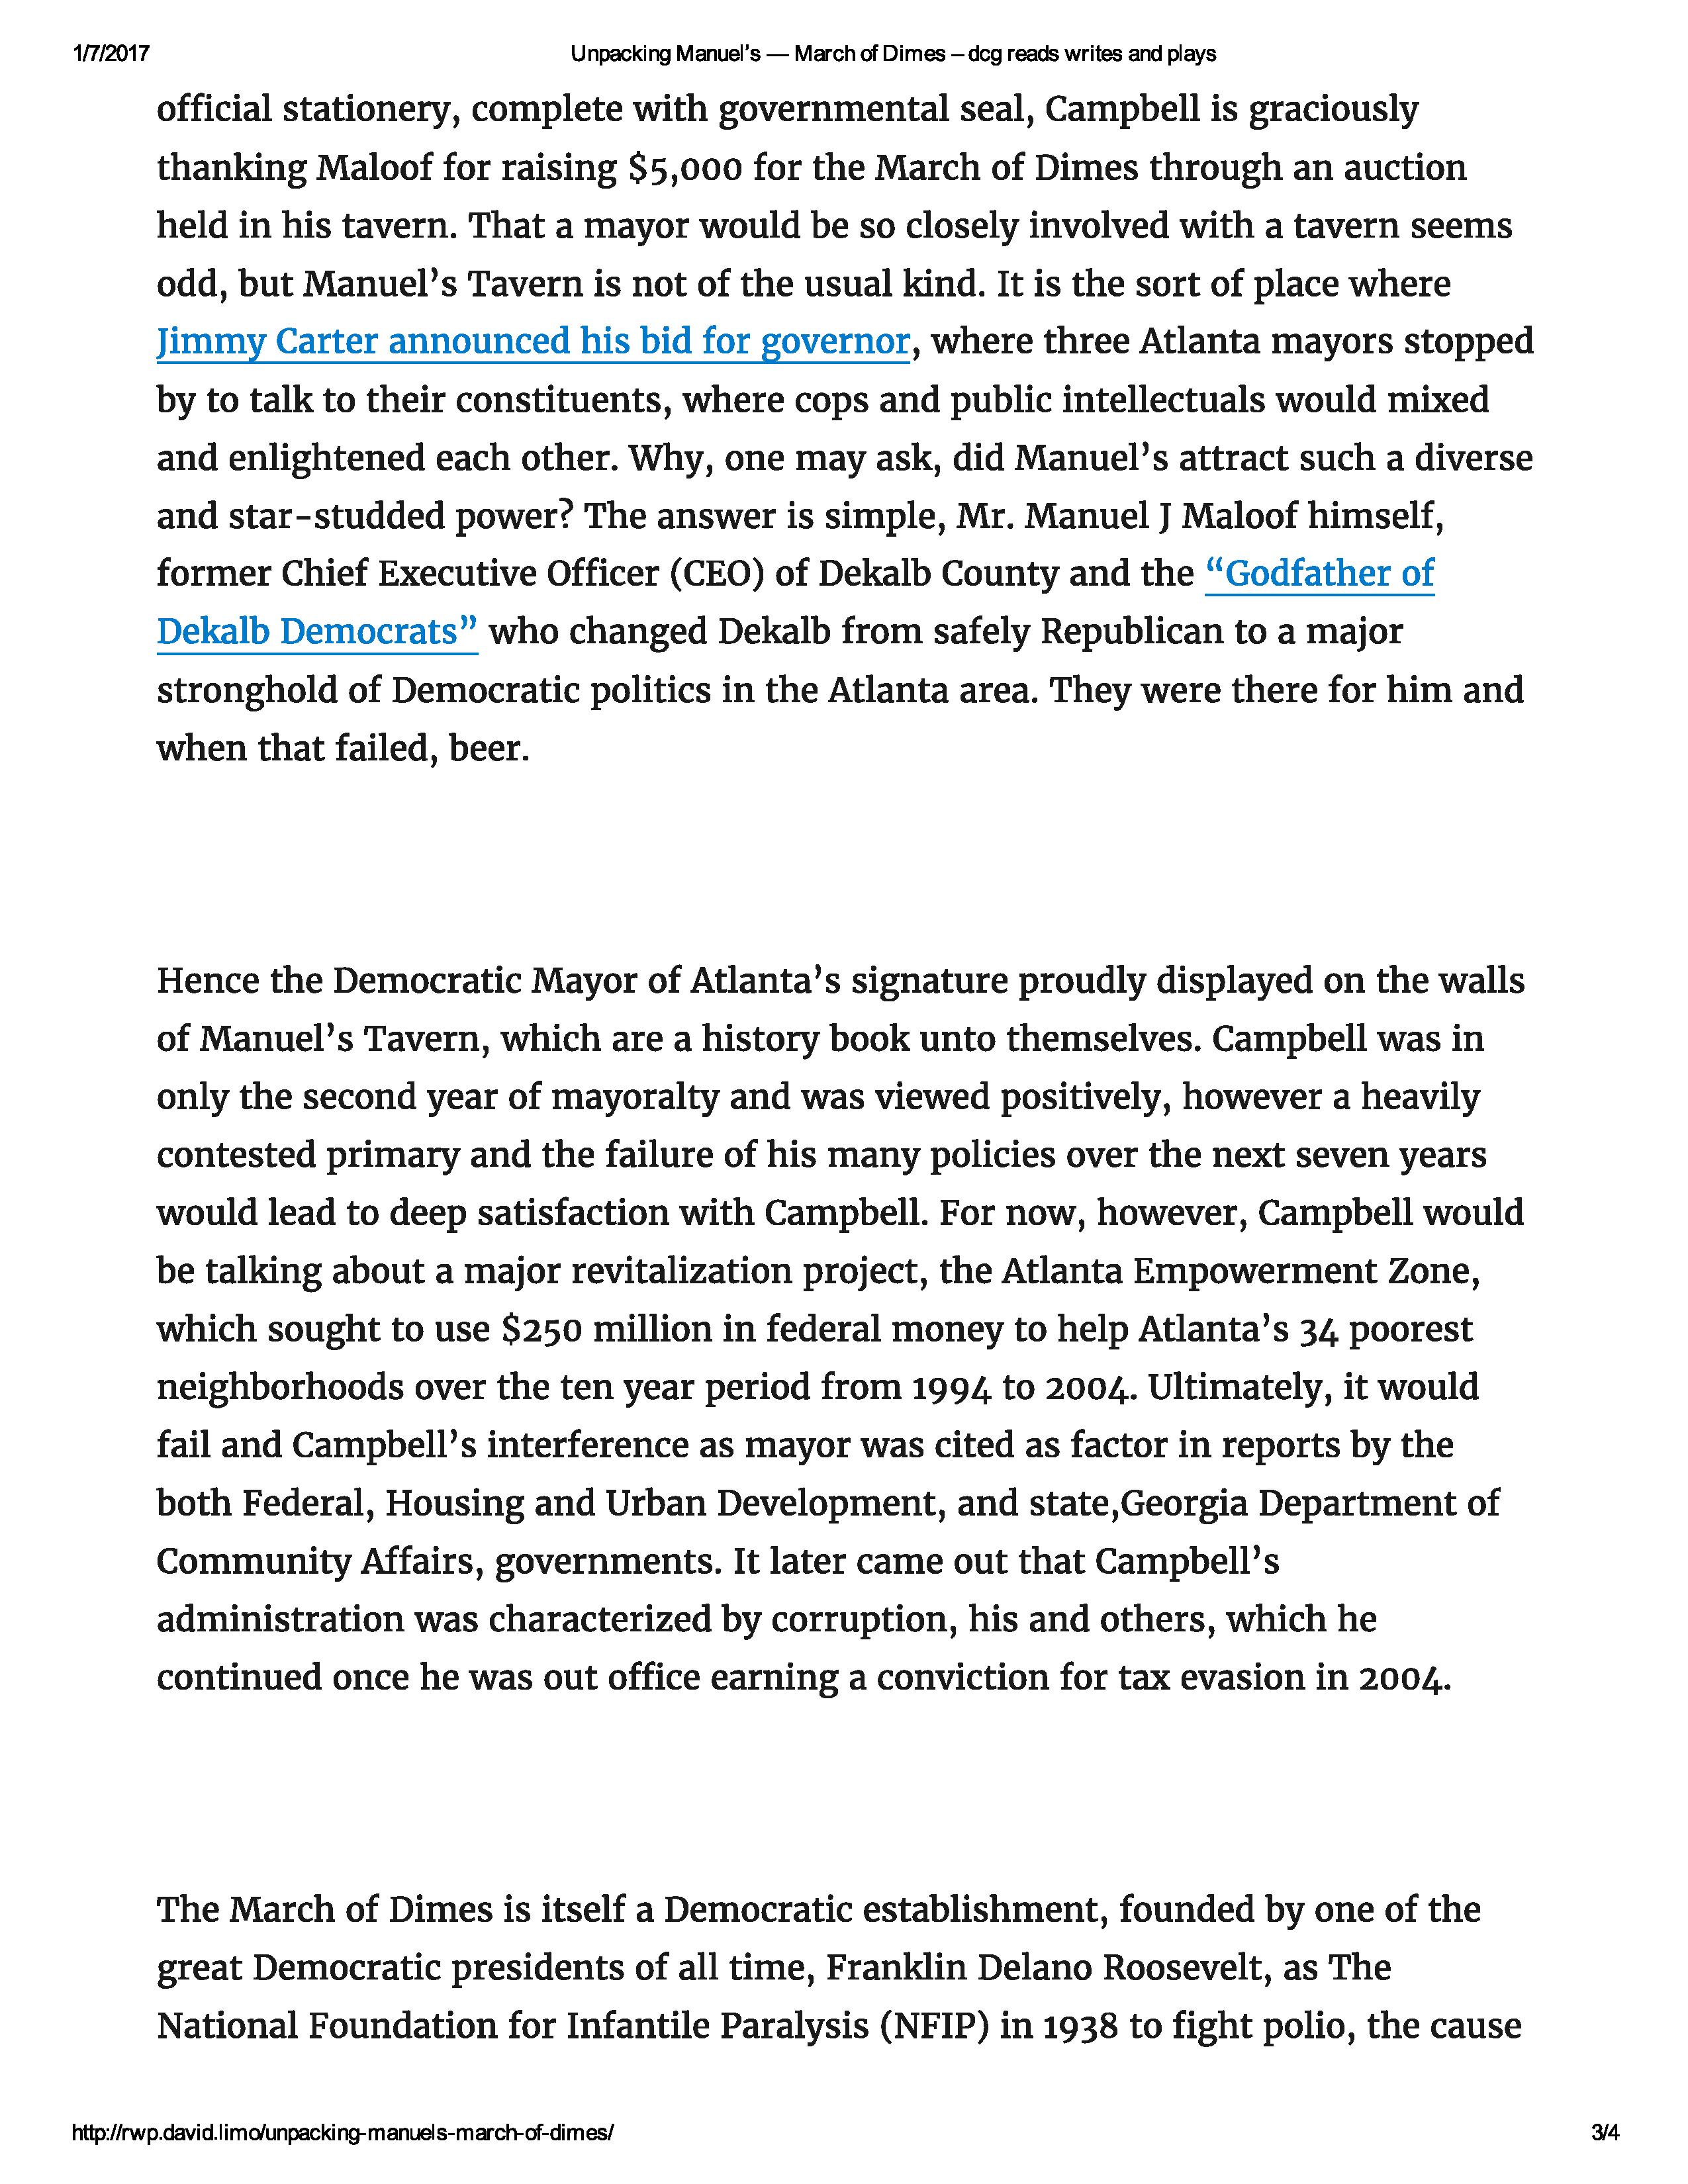 1/7/2017
Unpacking Manuel's — March of Dimes – dcg reads writes and plays
official stationery, complete with governmental seal, Campbell is graciously
thanking Maloof for raising $5,000 for the March of Dimes through an auction
held in his tavern. That a mayor would be so closely involved with a tavern seems
odd, but Manuel’s Tavern is not of the usual kind. It is the sort of place where
Jimmy Carter announced his bid for governor, where three Atlanta mayors stopped
by to talk to their constituents, where cops and public intellectuals would mixed
and enlightened each other. Why, one may ask, did Manuel’s attract such a diverse
and star-studded power? The answer is simple, Mr. Manuel J Maloof himself,
former Chief Executive Officer (CEO) of Dekalb County and the “Godfather of
Dekalb Democrats” who changed Dekalb from safely Republican to a major
stronghold of Democratic politics in the Atlanta area. They were there for him and
when that failed, beer.
Hence the Democratic Mayor of Atlanta’s signature proudly displayed on the walls
of Manuel’s Tavern, which are a history book unto themselves. Campbell was in
only the second year of mayoralty and was viewed positively, however a heavily
contested primary and the failure of his many policies over the next seven years
would lead to deep satisfaction with Campbell. For now, however, Campbell would
be talking about a major revitalization project, the Atlanta Empowerment Zone,
which sought to use $250 million in federal money to help Atlanta’s 34 poorest
neighborhoods over the ten year period from 1994 to 2004. Ultimately, it would
fail and Campbell’s interference as mayor was cited as factor in reports by the
both Federal, Housing and Urban Development, and state,Georgia Department of
Community Affairs, governments. It later came out that Campbell’s
administration was characterized by corruption, his and others, which he
continued once he was out office earning a conviction for tax evasion in 2004.
The March of Dimes is itself a Democratic establishment, founded by one of the
great Democratic presidents of all time, Franklin Delano Roosevelt, as The
National Foundation for Infantile Paralysis (NFIP) in 1938 to fight polio, the cause
http://rwp.david.limo/unpacking-manuels-march-of-dimes/
3/4